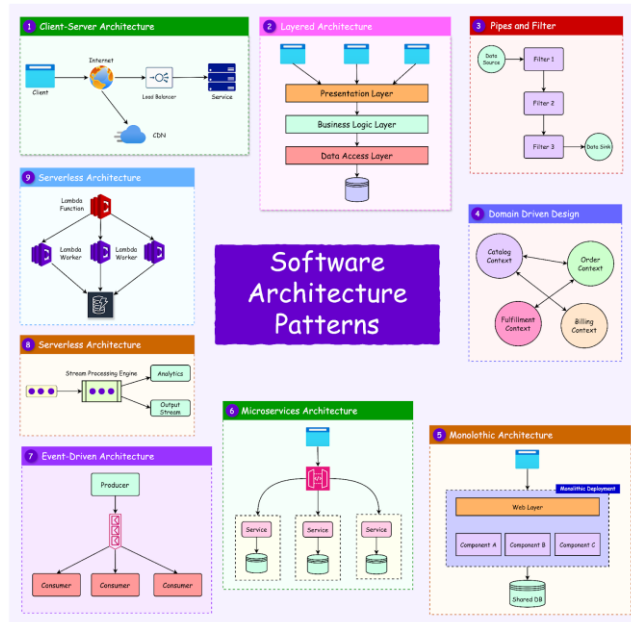 1 Client-Server Architecture
Client
Internet
Load Balancer
Service
CDN
2 Layered Architecture
Presentation Layer
Business Logic Layer
Data Access Layer
3 Pipes and Filter
Data
Source
Filter 1
Filter 2
Filter 3
Data Sink
9 Serverless Architecture
Lambda
Function
Lambda
Worker
Lambda
Worker
Software
Architecture
Patterns
4 Domain Driven Design
Catalog
Context
Order
Context
Fulfillment
Context
Billing
Context
8 Serverless Architecture
Stream Processing Engine
Analytics
Output
Stream
7 Event-Driven Architecture
Producer
Consumer
Consumer
Consumer
6 Microservices Architecture
Service
Service
Service
5 Monolothic Architecture
Monolithic Deployment
Web Layer
Component A
Component B
Component C
Shared DB